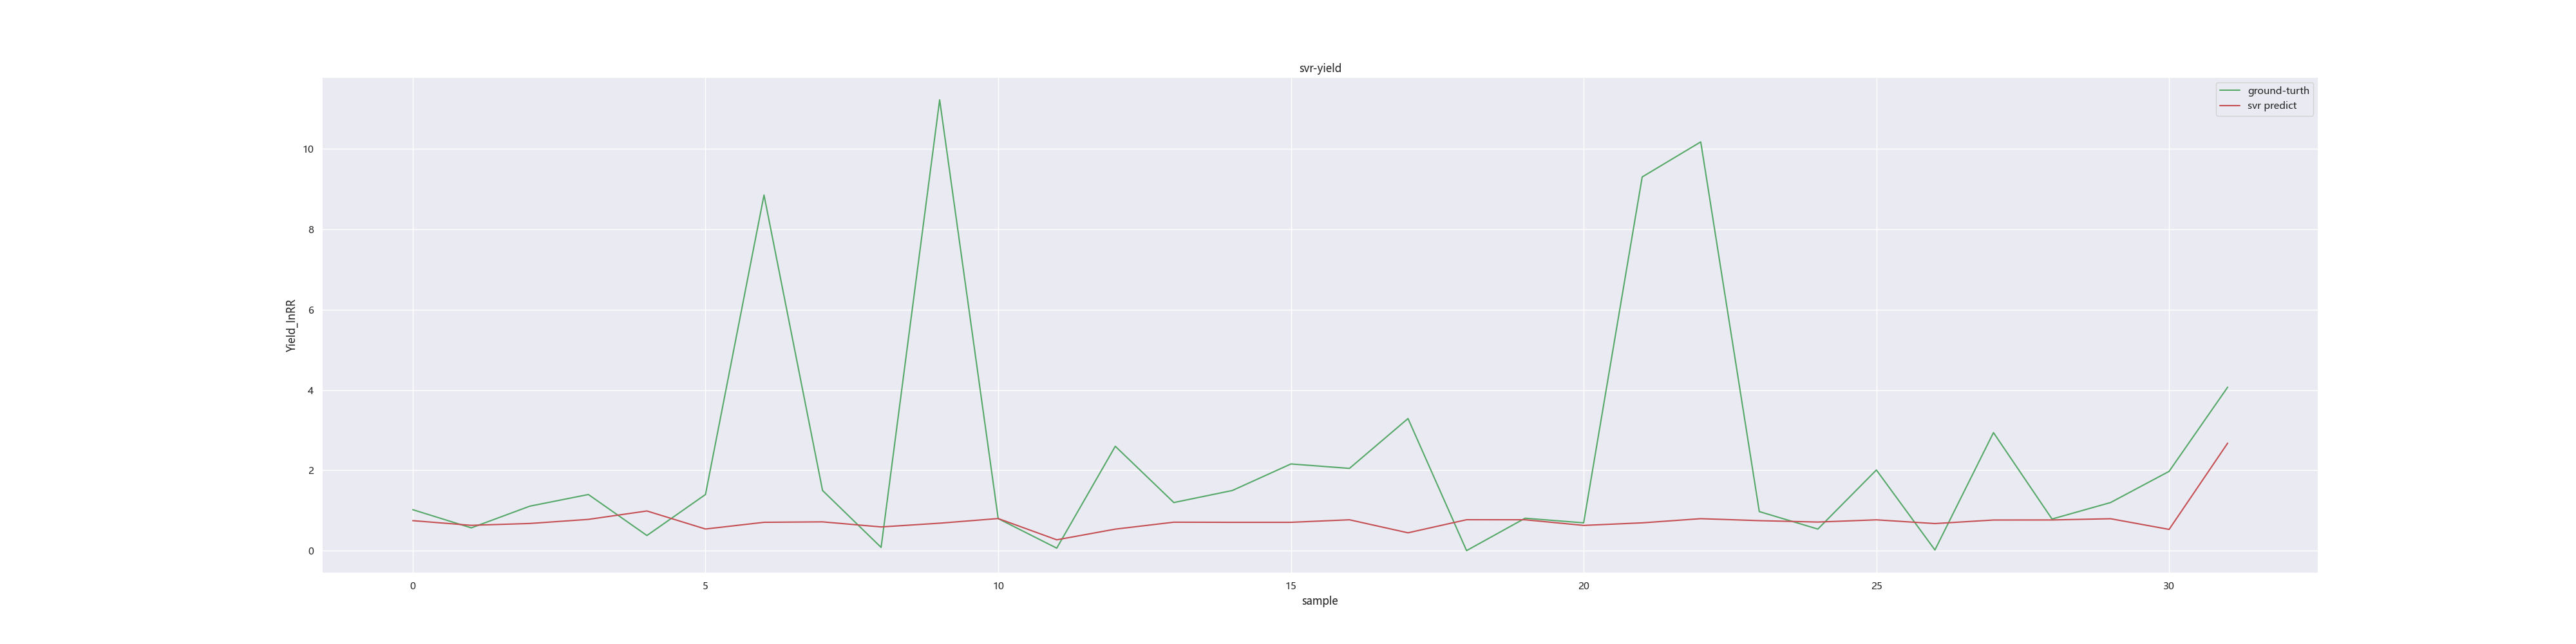 svr-yield
ground-turth
svr predict
10
8
6
4
2
0
Yield_lnRR
0 5 10 15 20 25 30
sample